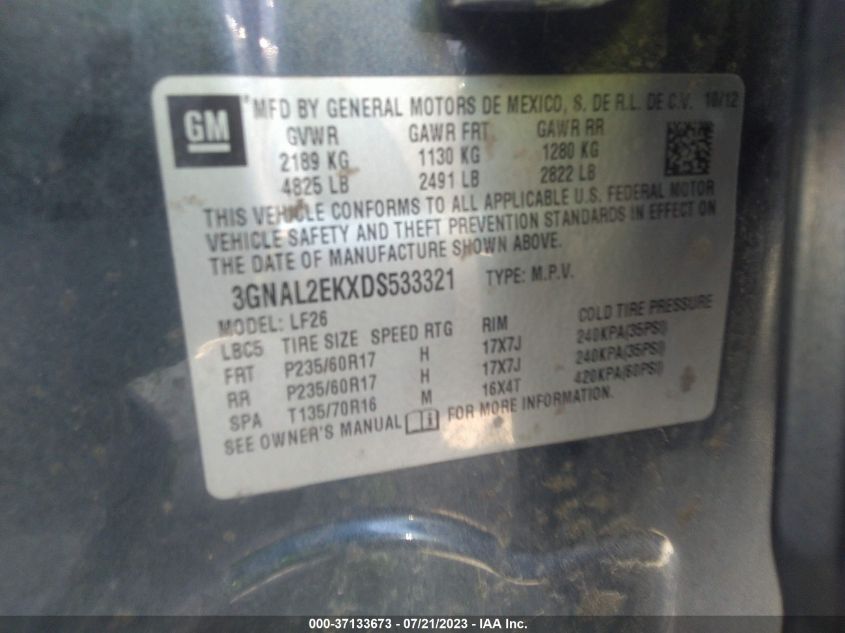 GM
MFD BY GENERAL MOTORS DE MEXICO, S. DE R.L. DE C.V. 10/12
GVWR GAWR FRT. GAWR RR
2189 KG 1130 KG 1280 KG
4825 LB 2491 LB 2822 LB
THIS VEHICLE CONFORMS TO ALL APPLICABLE U.S. FEDERAL MOTOR
VEHICLE SAFETY AND THEFT PREVENTION STANDARDS IN EFFECT ON
THE DATE OF MANUFACTURE SHOWN ABOVE.
3GNAL2EKXDS533321 TYPE: M.P.V.
MODEL: LF26
LBC5 TIRE SIZE SPEED RTG RIM COLD TIRE PRESSURE
FRT P235/60R17 H 17X7J 240KPA(35PSI)
RR P235/60R17 H 17X7J 240KPA(35PSI)
SPA T135/70R16 M 16X4T 420KPA(60PSI)
SEE OWNER'S MANUAL FOR MORE INFORMATION.
000-37133673 - 07/21/2023 - IAA Inc.